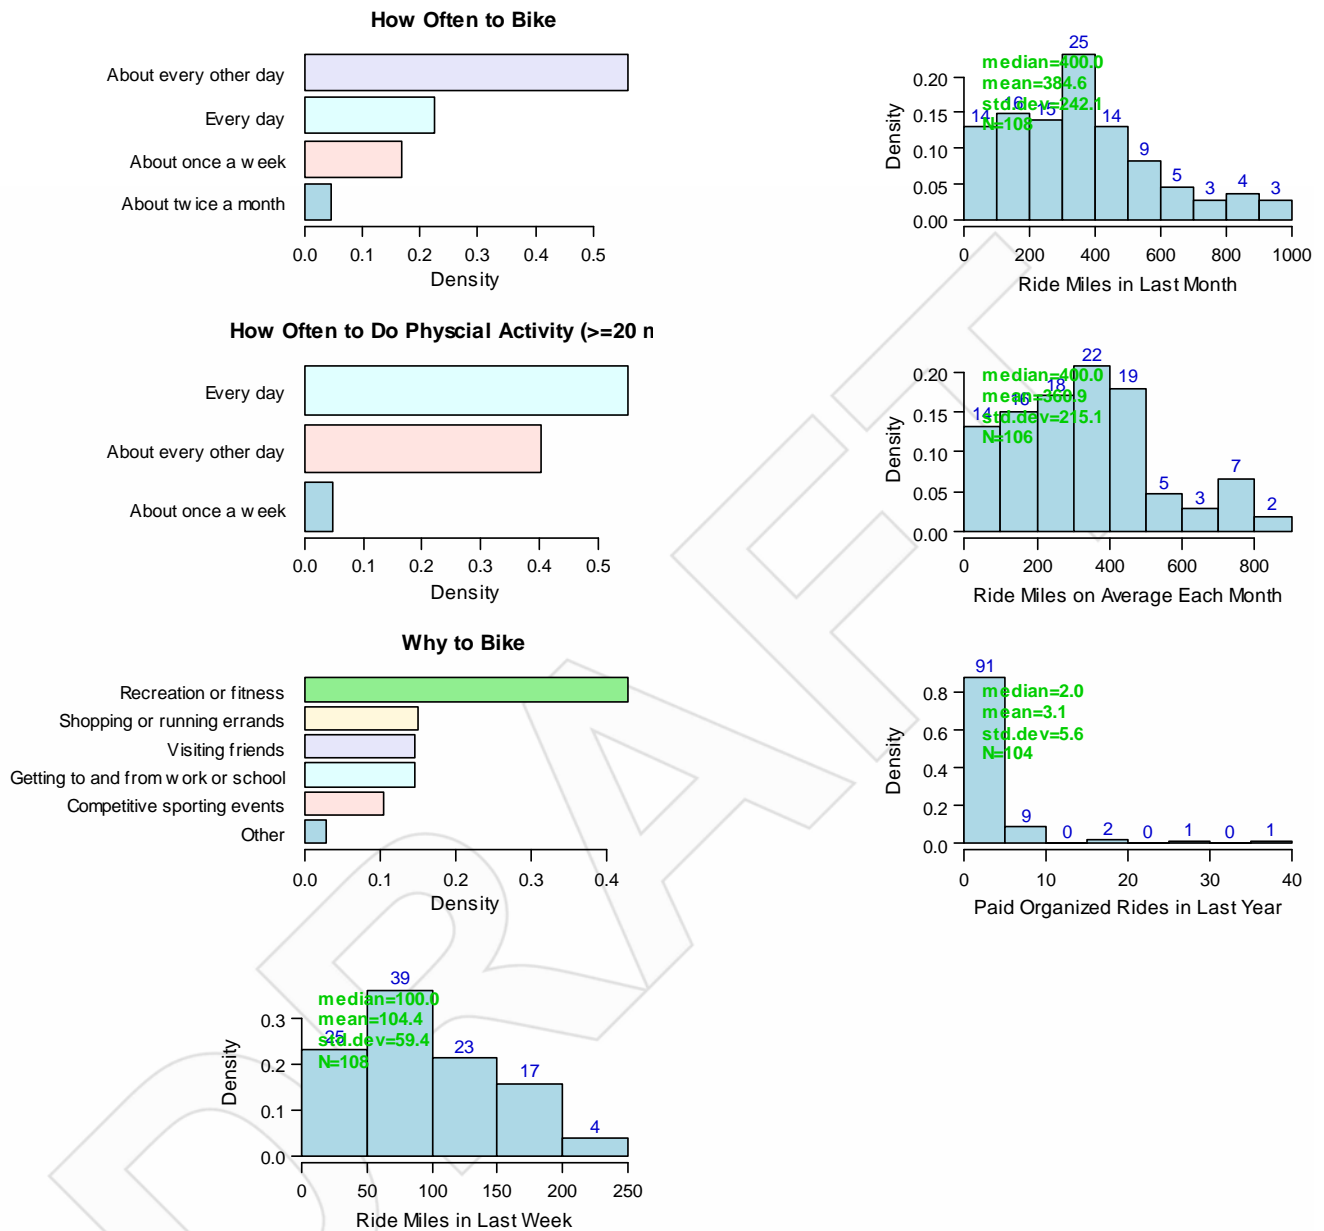 How Often to Bike
About every other day
Every day
About once a week
About twice a month
0.0 0.1 0.2 0.3 0.4 0.5
Density
25
median=400.0
mean=384.6
std.dev=242.1
N=108
14 16 15 14 9 5 3 4 3
0.20
0.15
0.10
0.05
0.00
Density
0 200 400 600 800 1000
Ride Miles in Last Month
How Often to Do Physcial Activity (>=20 m
Every day
About every other day
About once a week
0.0 0.1 0.2 0.3 0.4 0.5
Density
22
median=400.0
mean=360.9
std.dev=215.1
N=106
14 16 18 19 5 3 7 2
0.20
0.15
0.10
0.05
0.00
Density
0 200 400 600 800
Ride Miles on Average Each Month
Why to Bike
Recreation or fitness
Shopping or running errands
Visiting friends
Getting to and from work or school
Competitive sporting events
Other
0.0 0.1 0.2 0.3 0.4
Density
91
median=2.0
mean=3.1
std.dev=5.6
N=104
9 0 2 0 1 0 1
0.8
0.6
0.4
0.2
0.0
Density
0 10 20 30 40
Paid Organized Rides in Last Year
39
median=100.0
mean=104.4
std.dev=59.4
N=108
25 23 17 4
0.3
0.2
0.1
0.0
Density
0 50 100 150 200 250
Ride Miles in Last Week
DRAFT